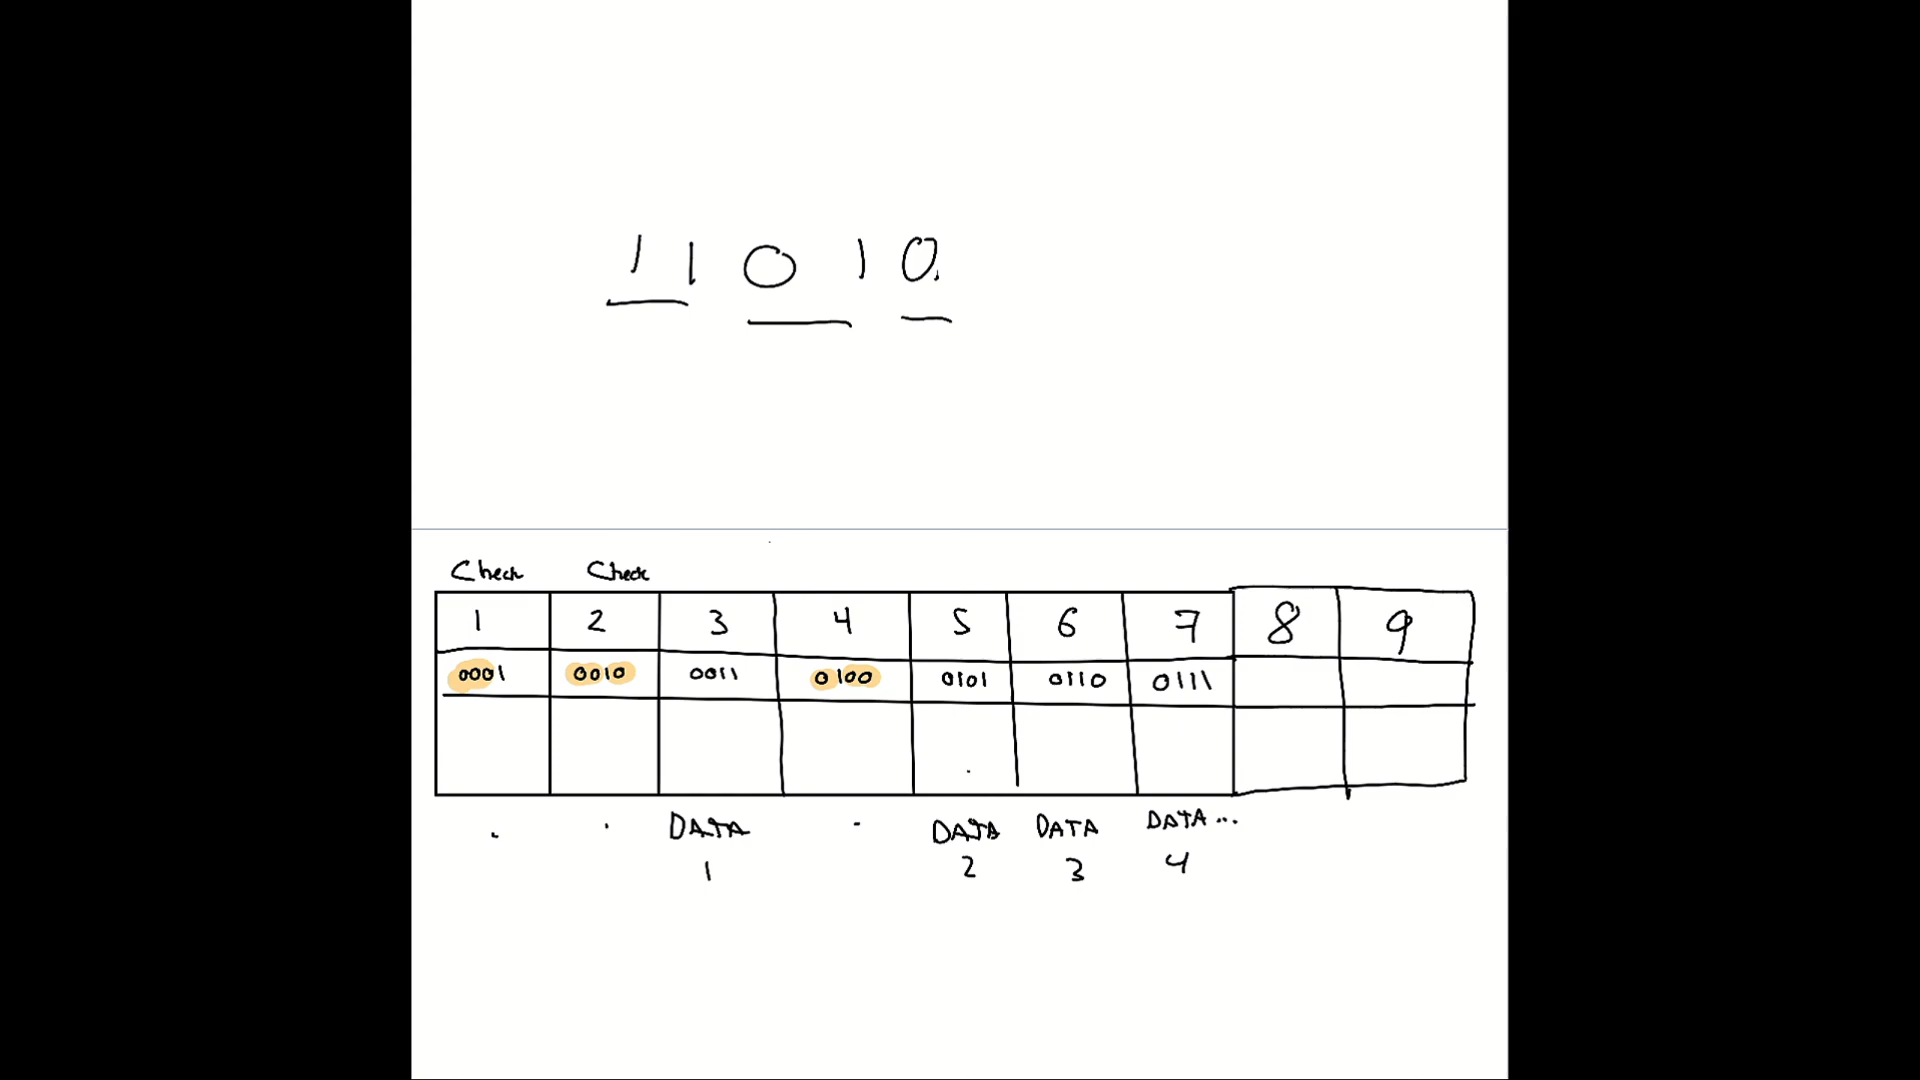 1 1 0 1 0
Check Check
1 2 3 4 5 6 7 8 9
0001 0010 0011 0100 0101 0110 0111
. . DATA - DATA DATA DATA...
1 2 3 4